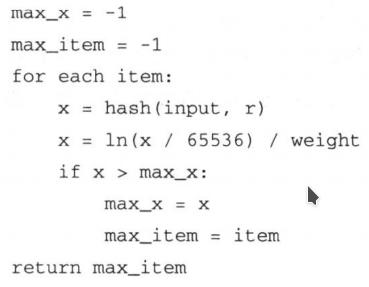 max_x = -1
max_item = -1
for each item:
    x = hash(input, r)
    x = ln(x / 65536) / weight
    if x > max_x:
        max_x = x
        max_item = item
return max_item